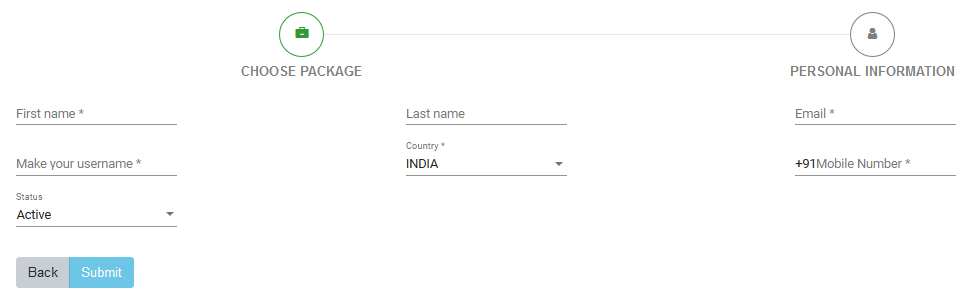 CHOOSE PACKAGE
PERSONAL INFORMATION
First name *
Last name
Email *
Make your username *
Country *
INDIA
+91Mobile Number *
Status
Active
Back
Submit